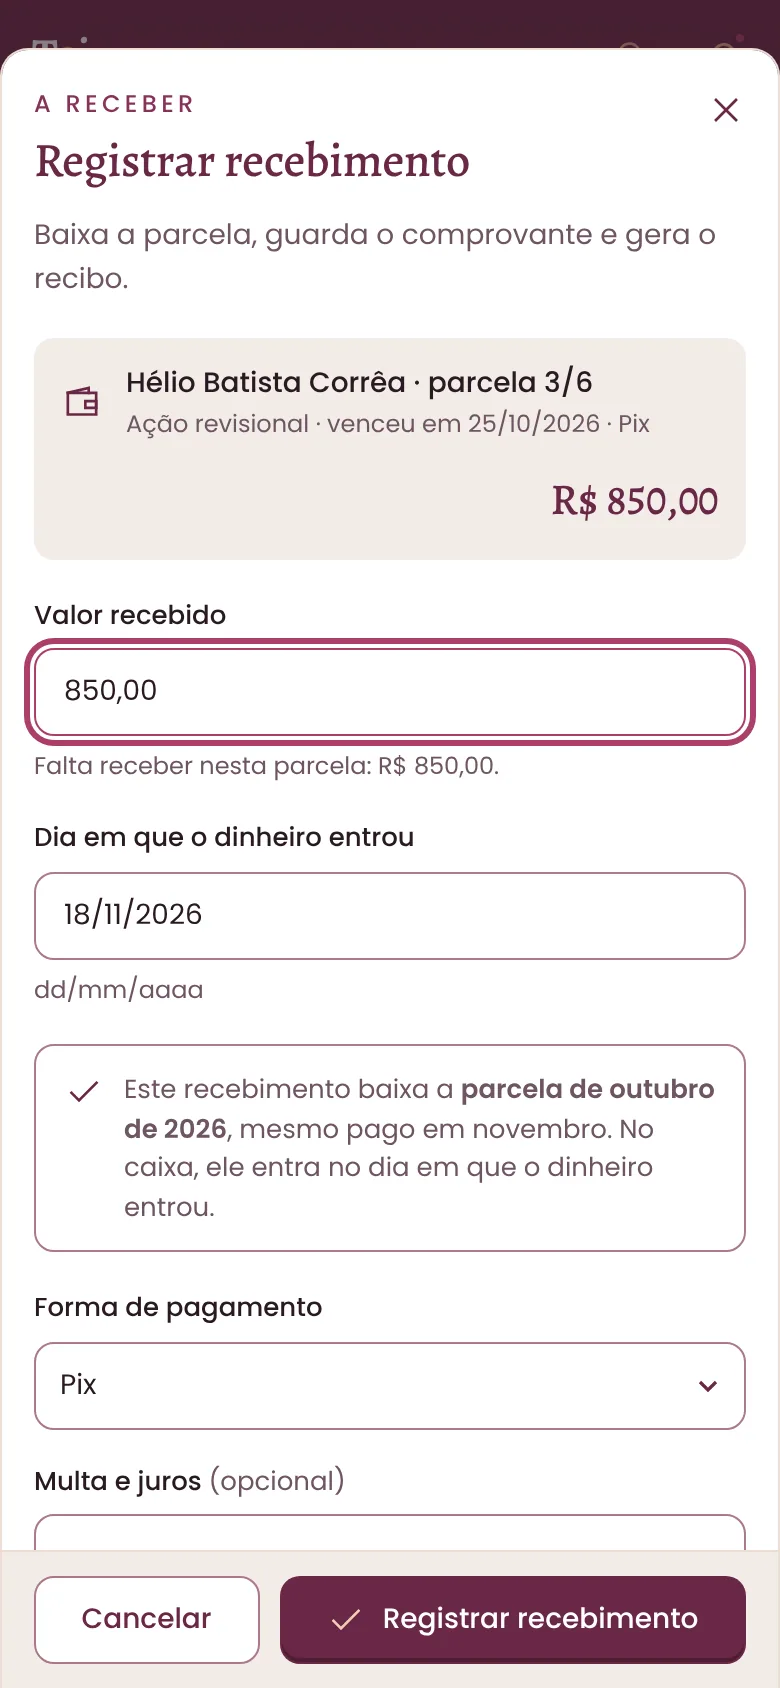 A RECEBER
Registrar recebimento
Baixa a parcela, guarda o comprovante e gera o
recibo.
Hélio Batista Corrêa · parcela 3/6
Ação revisional · venceu em 25/10/2026 · Pix
R$ 850,00
Valor recebido
850,00
Falta receber nesta parcela: R$ 850,00.
Dia em que o dinheiro entrou
18/11/2026
dd/mm/aaaa
Este recebimento baixa a parcela de outubro
de 2026, mesmo pago em novembro. No
caixa, ele entra no dia em que o dinheiro
entrou.
Forma de pagamento
Pix
Multa e juros (opcional)
Cancelar
Registrar recebimento